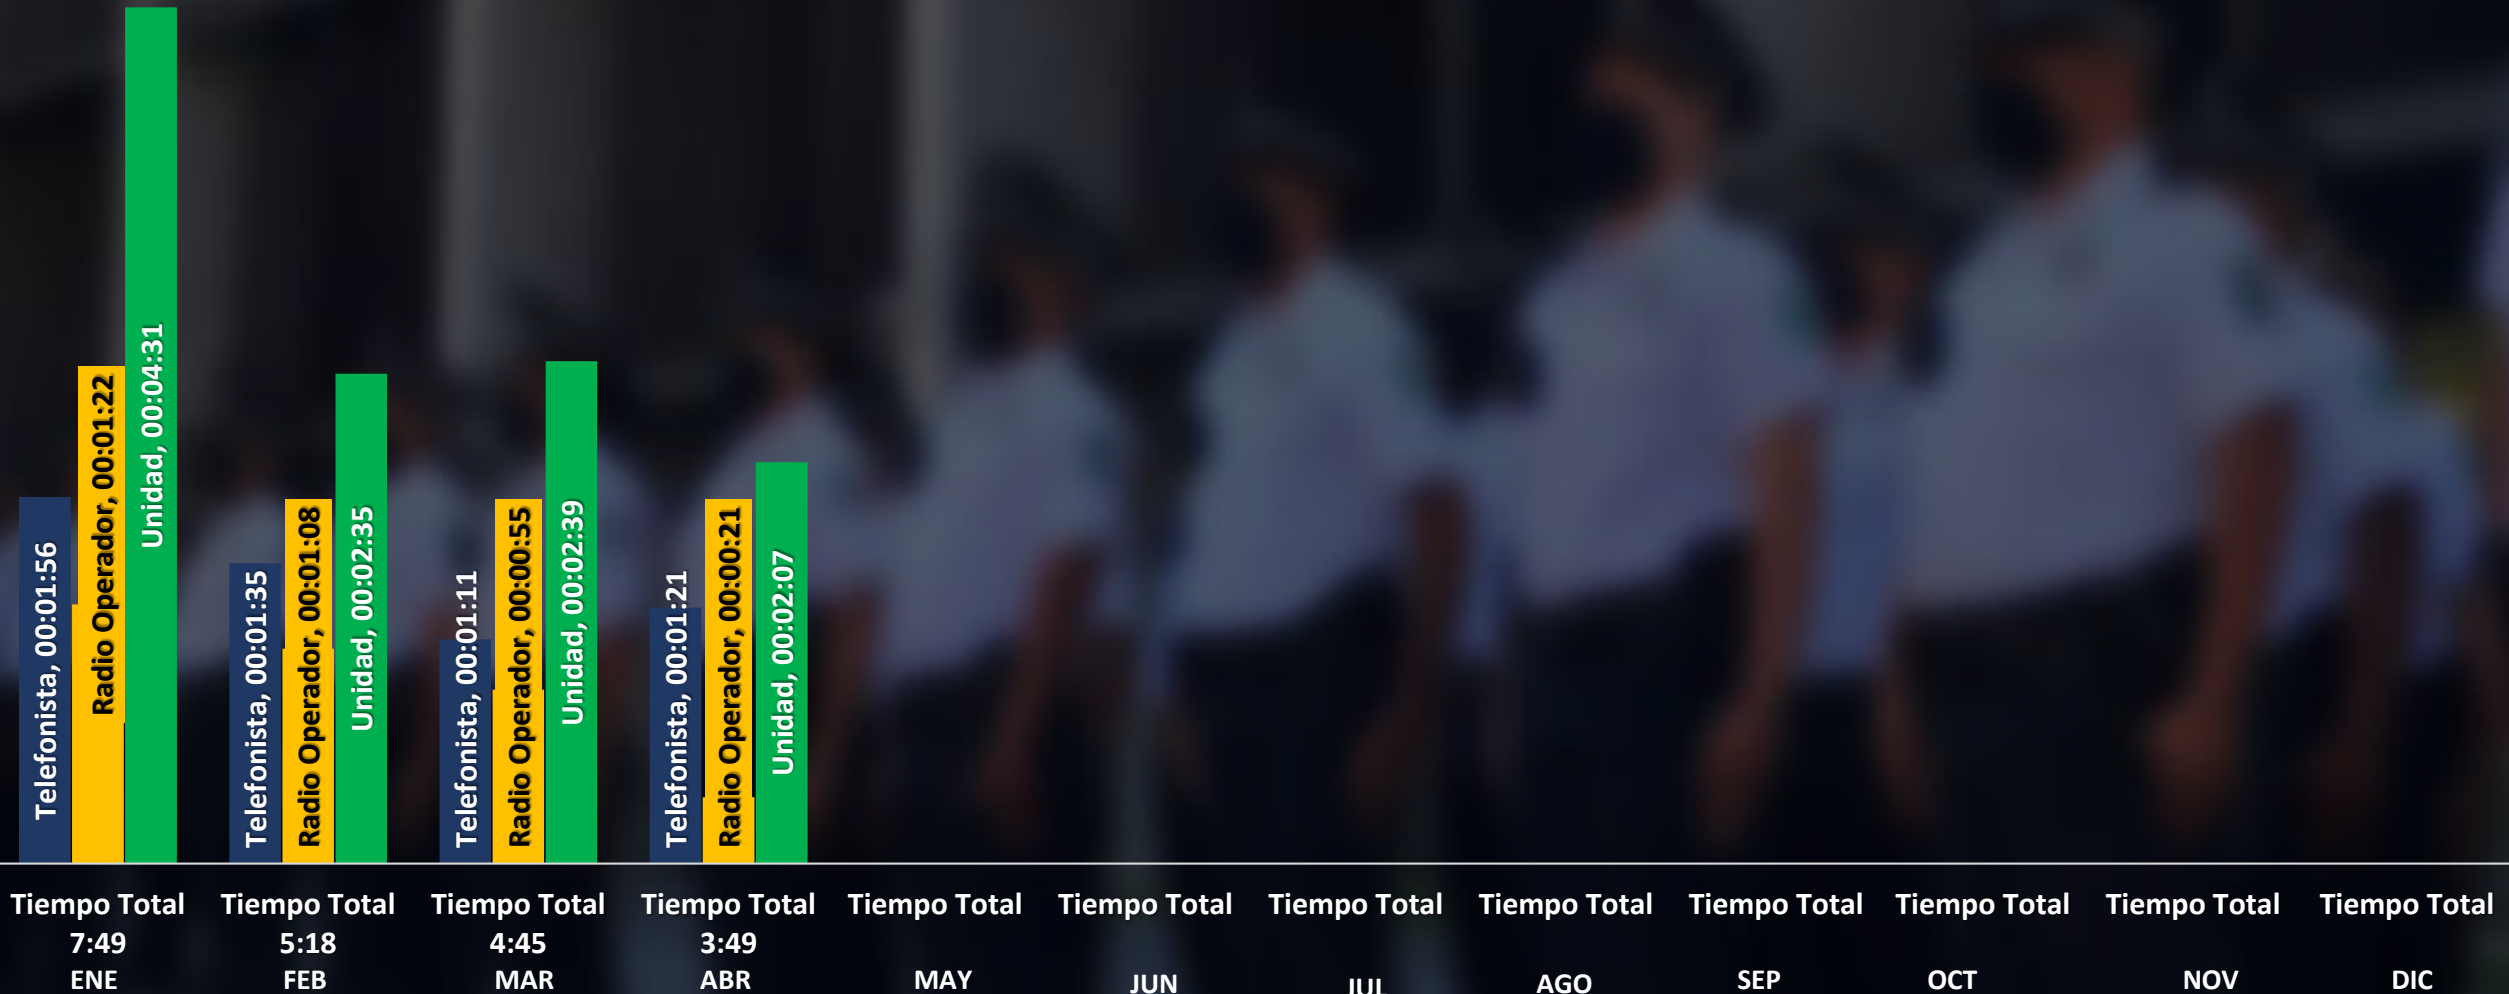 Telefonista, 00:01:56
Radio Operador, 00:01:22
Unidad, 00:04:31
Telefonista, 00:01:35
Radio Operador, 00:01:08
Unidad, 00:02:35
Telefonista, 00:01:11
Radio Operador, 00:00:55
Unidad, 00:02:39
Telefonista, 00:01:21
Radio Operador, 00:00:21
Unidad, 00:02:07
Tiempo Total
7:49
ENE
Tiempo Total
5:18
FEB
Tiempo Total
4:45
MAR
Tiempo Total
3:49
ABR
Tiempo Total
MAY
Tiempo Total
JUN
Tiempo Total
JUL
Tiempo Total
AGO
Tiempo Total
SEP
Tiempo Total
OCT
Tiempo Total
NOV
Tiempo Total
DIC